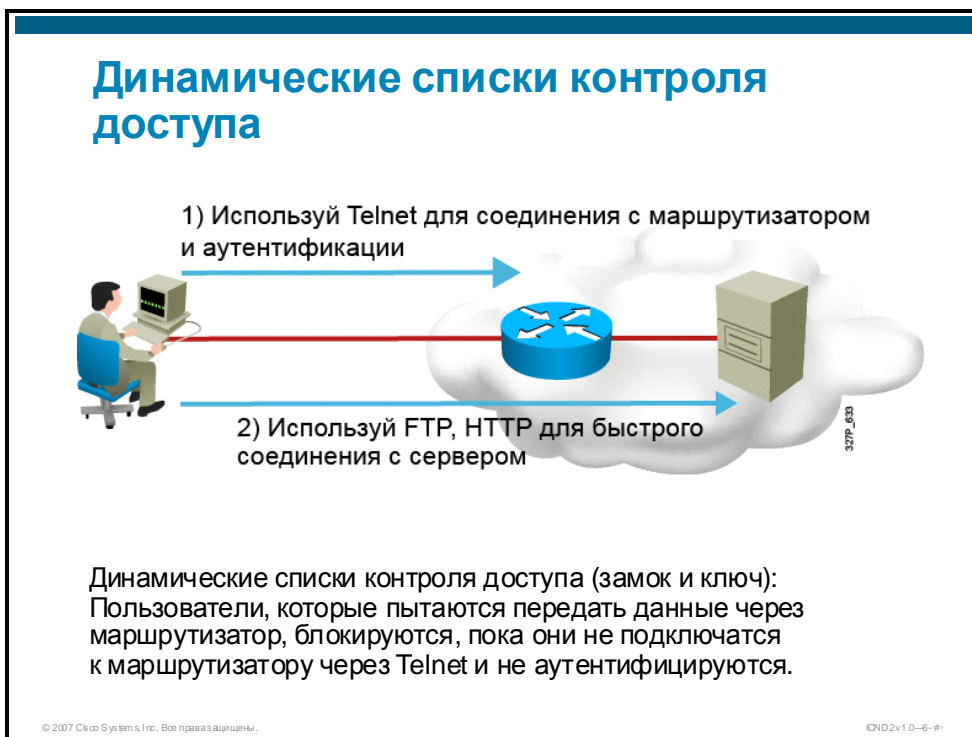 Динамические списки контроля
доступа
1) Используй Telnet для соединения с маршрутизатором
и аутентификации
2) Используй FTP, HTTP для быстрого
соединения с сервером
327P_633
Динамические списки контроля доступа (замок и ключ):
Пользователи, которые пытаются передать данные через
маршрутизатор, блокируются, пока они не подключатся
к маршрутизатору через Telnet и не аутентифицируются.
© 2007 Cisco Systems, Inc. Все права защищены.
ICND2 v1.0—6-#›